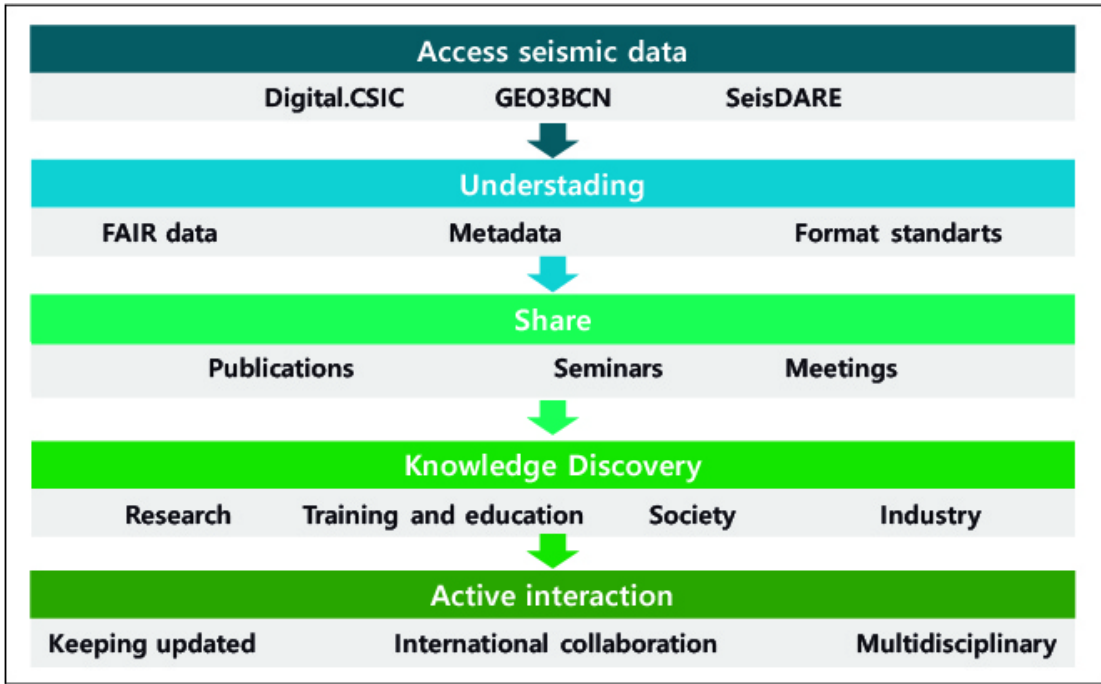 Access seismic data
Digital.CSIC GEO3BCN SeisDARE
Understading
FAIR data Metadata Format standarts
Share
Publications Seminars Meetings
Knowledge Discovery
Research Training and education Society Industry
Active interaction
Keeping updated International collaboration Multidisciplinary